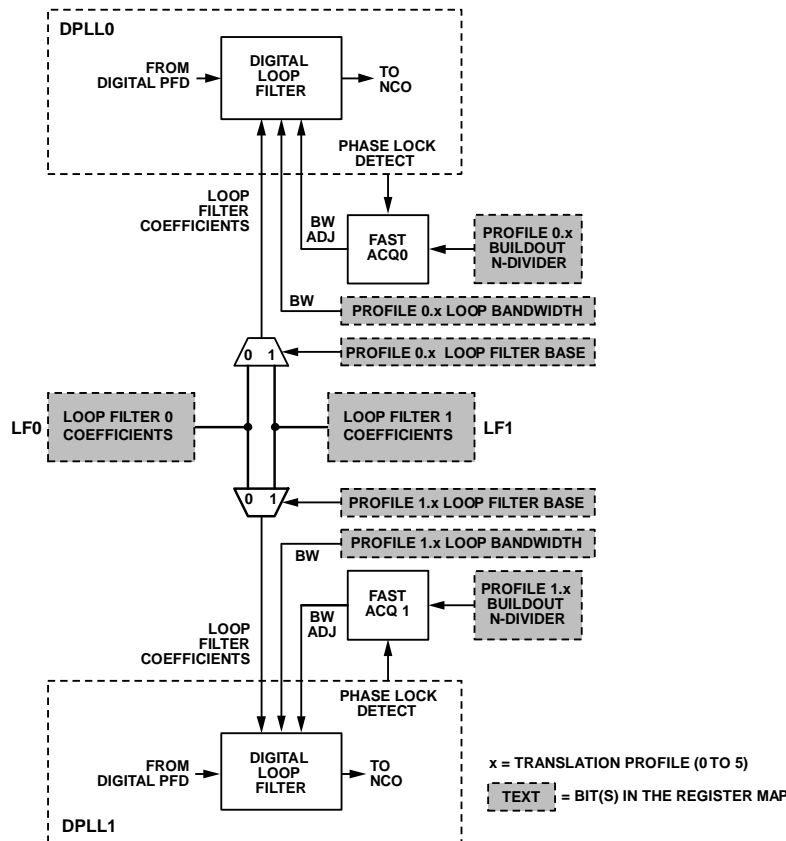 DPLL0
FROM
DIGITAL PFD
DIGITAL
LOOP
FILTER
TO
NCO
PHASE LOCK
DETECT
LOOP
FILTER
COEFFICIENTS
BW
ADJ
FAST
ACQ0
PROFILE 0.x
BUILDOUT
N-DIVIDER
BW
PROFILE 0.x LOOP BANDWIDTH
0 1
PROFILE 0.x LOOP FILTER BASE
LF0
LOOP FILTER 0
COEFFICIENTS
LOOP FILTER 1
COEFFICIENTS
LF1
0 1
PROFILE 1.x LOOP FILTER BASE
PROFILE 1.x LOOP BANDWIDTH
BW
FAST
ACQ 1
PROFILE 1.x
BUILDOUT
N-DIVIDER
BW
ADJ
LOOP
FILTER
COEFFICIENTS
PHASE LOCK
DETECT
FROM
DIGITAL PFD
DIGITAL
LOOP
FILTER
TO
NCO
DPLL1
x = TRANSLATION PROFILE (0 TO 5)
TEXT = BIT(S) IN THE REGISTER MAP